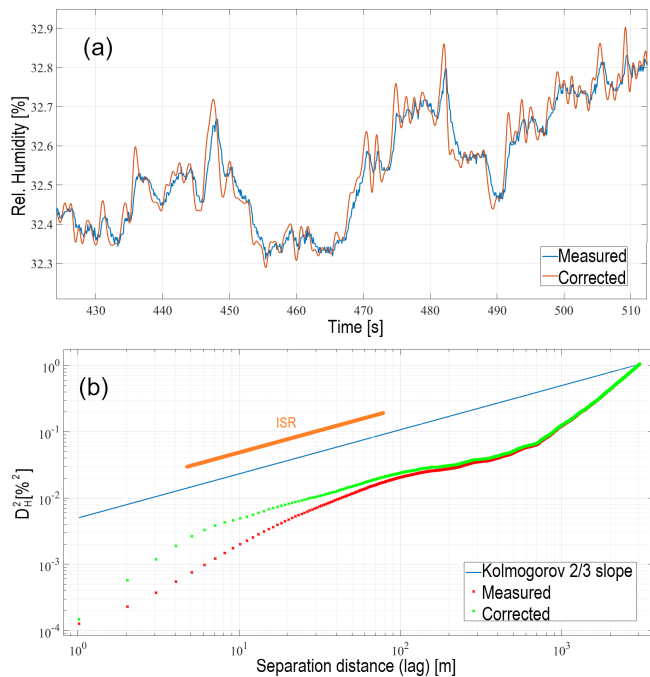 (a)
32.9
32.8
32.7
32.6
32.5
32.4
32.3
Rel. Humidity [%]
430 440 450 460 470 480 490 500 510
Time [s]
Measured
Corrected
(b)
10^0
10^-1
10^-2
10^-3
10^-4
D_H^2[%^2]
ISR
Kolmogorov 2/3 slope
Measured
Corrected
10^0 10^1 10^2 10^3
Separation distance (lag) [m]